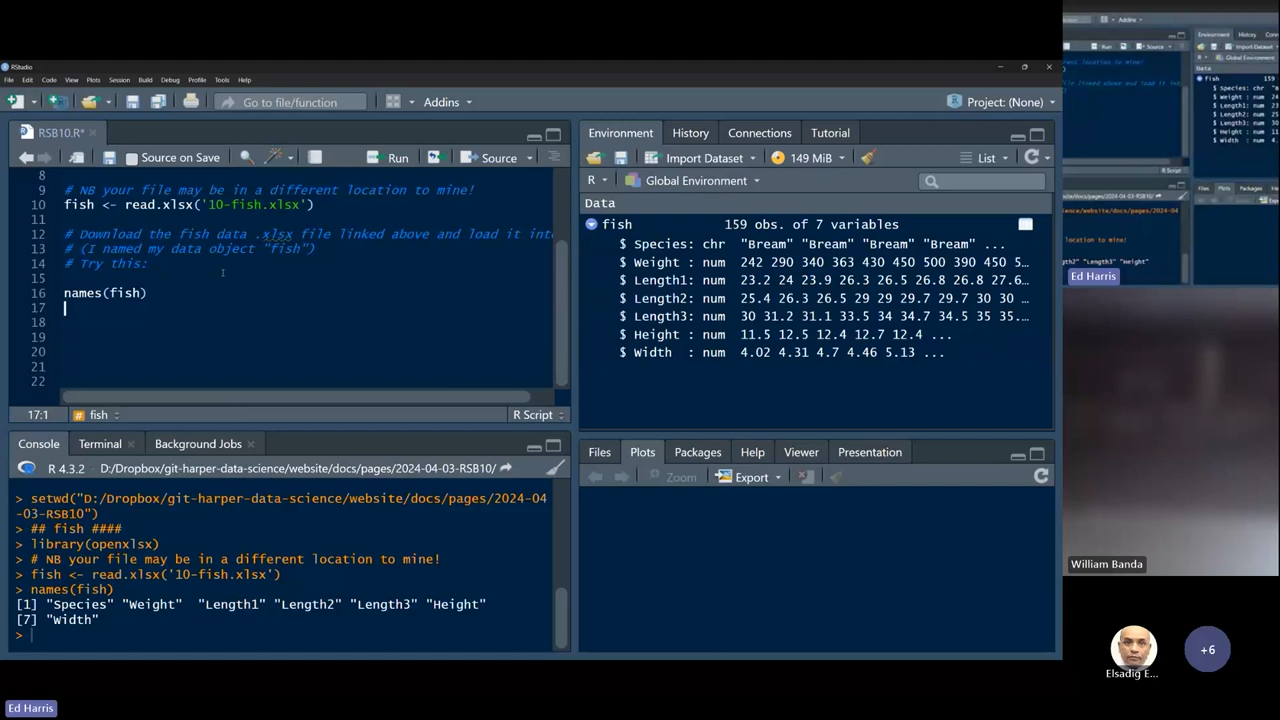 RStudio
File Edit Code View Plots Session Build Debug Profile Tools Help
Go to file/function
Addins
Project: (None)
RSB10.R*
Source on Save
Run
Source
8
9 # NB your file may be in a different location to mine!
10 fish <- read.xlsx('10-fish.xlsx')
11
12 # Download the fish data .xlsx file linked above and load it into
13 # (I named my data object "fish")
14 # Try this:
15
16 names(fish)
17
18
19
20
21
22
17:1 fish
R Script
Console Terminal Background Jobs
R 4.3.2 D:/Dropbox/git-harper-data-science/website/docs/pages/2024-04-03-RSB10/
> setwd("D:/Dropbox/git-harper-data-science/website/docs/pages/2024-04
-03-RSB10")
> ## fish ####
> library(openxlsx)
> # NB your file may be in a different location to mine!
> fish <- read.xlsx('10-fish.xlsx')
> names(fish)
[1] "Species" "Weight" "Length1" "Length2" "Length3" "Height"
[7] "Width"
>
Environment History Connections Tutorial
Import Dataset 149 MiB List
R Global Environment
Data
fish 159 obs. of 7 variables
$ Species: chr "Bream" "Bream" "Bream" "Bream" ...
$ Weight : num 242 290 340 363 430 450 500 390 450 5…
$ Length1: num 23.2 24 23.9 26.3 26.5 26.8 26.8 27.6…
$ Length2: num 25.4 26.3 26.5 29 29 29.7 29.7 30 30 …
$ Length3: num 30 31.2 31.1 33.5 34 34.7 34.5 35 35.…
$ Height : num 11.5 12.5 12.4 12.7 12.4 ...
$ Width : num 4.02 4.31 4.7 4.46 5.13 ...
Files Plots Packages Help Viewer Presentation
Zoom Export
Ed Harris
William Banda
Elsadig E...
+6
Ed Harris